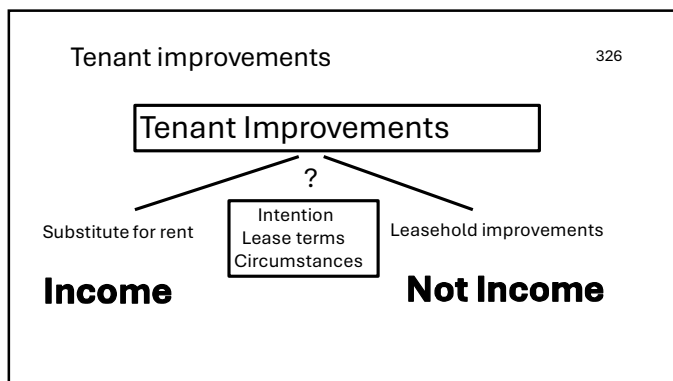 Tenant improvements
326
Tenant Improvements
?
Intention
Lease terms
Circumstances
Substitute for rent
Leasehold improvements
Income
Not Income